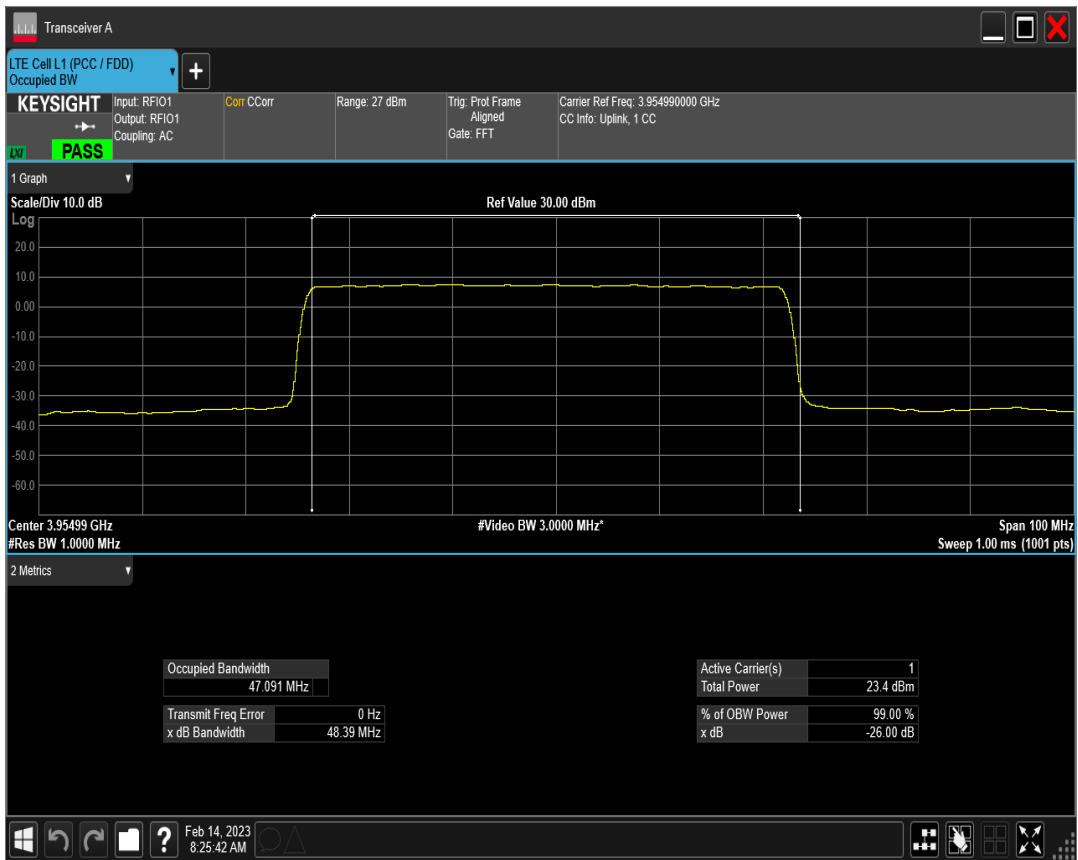 Transceiver A
LTE Cell L1 (PCC / FDD)
Occupied BW
KEYSIGHT
LXI
PASS
Input: RFIO1
Output: RFIO1
Coupling: AC
Corr CCorr
Range: 27 dBm
Trig: Prot Frame
Aligned
Gate: FFT
Carrier Ref Freq: 3.954990000 GHz
CC Info: Uplink, 1 CC
1 Graph
Scale/Div 10.0 dB
Ref Value 30.00 dBm
Log
20.0
10.0
0.00
-10.0
-20.0
-30.0
-40.0
-50.0
-60.0
Center 3.95499 GHz
#Video BW 3.0000 MHz*
Span 100 MHz
#Res BW 1.0000 MHz
Sweep 1.00 ms (1001 pts)
2 Metrics
Occupied Bandwidth
47.091 MHz
Transmit Freq Error 0 Hz
x dB Bandwidth 48.39 MHz
Active Carrier(s) 1
Total Power 23.4 dBm
% of OBW Power 99.00 %
x dB -26.00 dB
?
Feb 14, 2023
8:25:42 AM